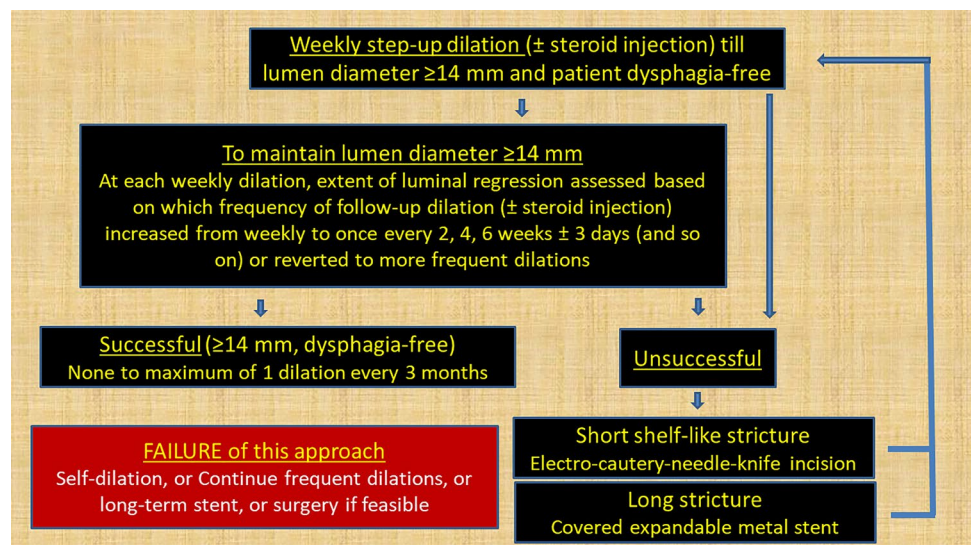 Weekly step-up dilation (± steroid injection) till
lumen diameter ≥14 mm and patient dysphagia-free
To maintain lumen diameter ≥14 mm
At each weekly dilation, extent of luminal regression assessed based
on which frequency of follow-up dilation (± steroid injection)
increased from weekly to once every 2, 4, 6 weeks ± 3 days (and so
on) or reverted to more frequent dilations
Successful (≥14 mm, dysphagia-free)
None to maximum of 1 dilation every 3 months
Unsuccessful
Short shelf-like stricture
Electro-cautery-needle-knife incision
Long stricture
Covered expandable metal stent
FAILURE of this approach
Self-dilation, or Continue frequent dilations, or
long-term stent, or surgery if feasible